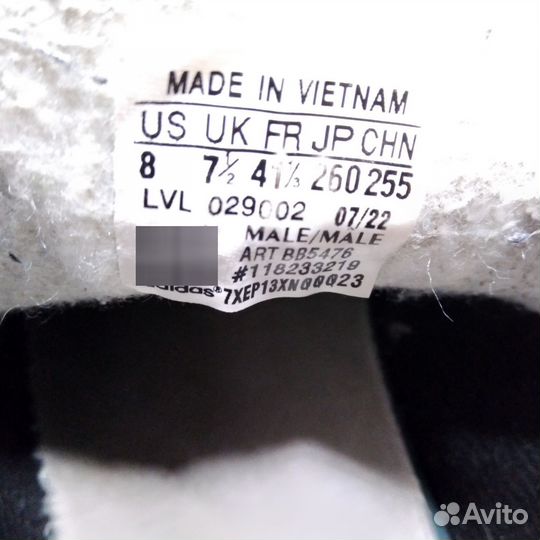 MADE IN VIETNAM
US UK FR JP CHN
8 7½ 41⅓ 260 255
LVL 029002 07/22
MALE/MALE
ART BB5476
#118233219
adidas® 7XEP13XN00023
Avito